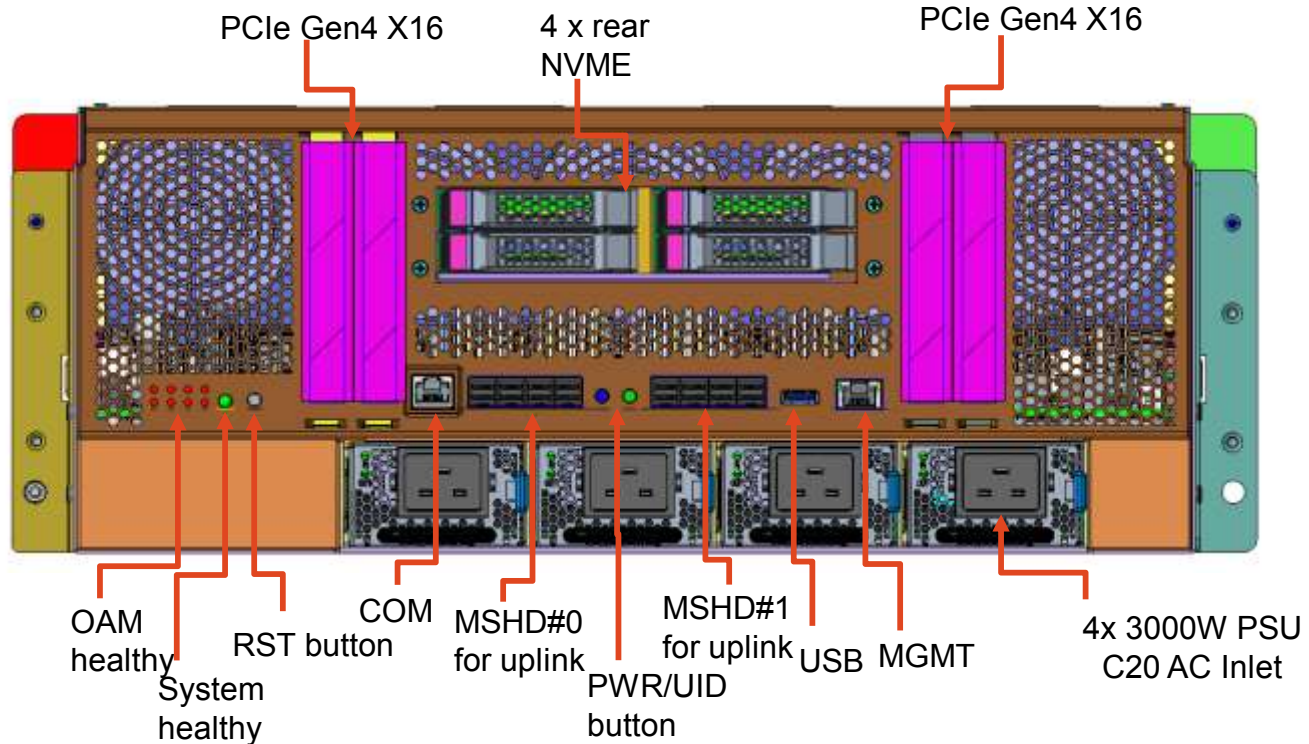 PCIe Gen4 X16
4 x rear
NVME
PCIe Gen4 X16
OAM
healthy
System
healthy
RST button
COM
MSHD#0
for uplink
PWR/UID
button
MSHD#1
for uplink
USB
MGMT
4x 3000W PSU
C20 AC Inlet